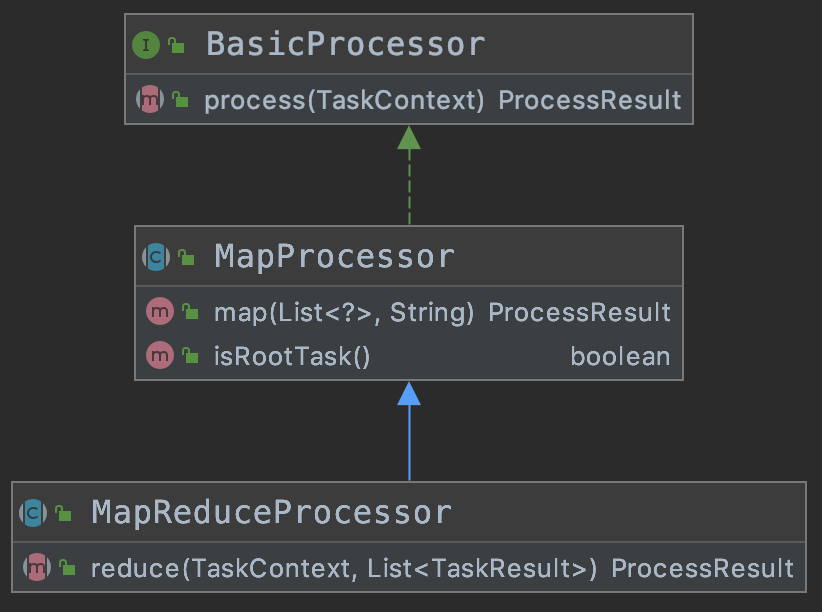 I BasicProcessor
m process(TaskContext) ProcessResult
C MapProcessor
m map(List<?>, String) ProcessResult
m isRootTask() boolean
C MapReduceProcessor
m reduce(TaskContext, List<TaskResult>) ProcessResult